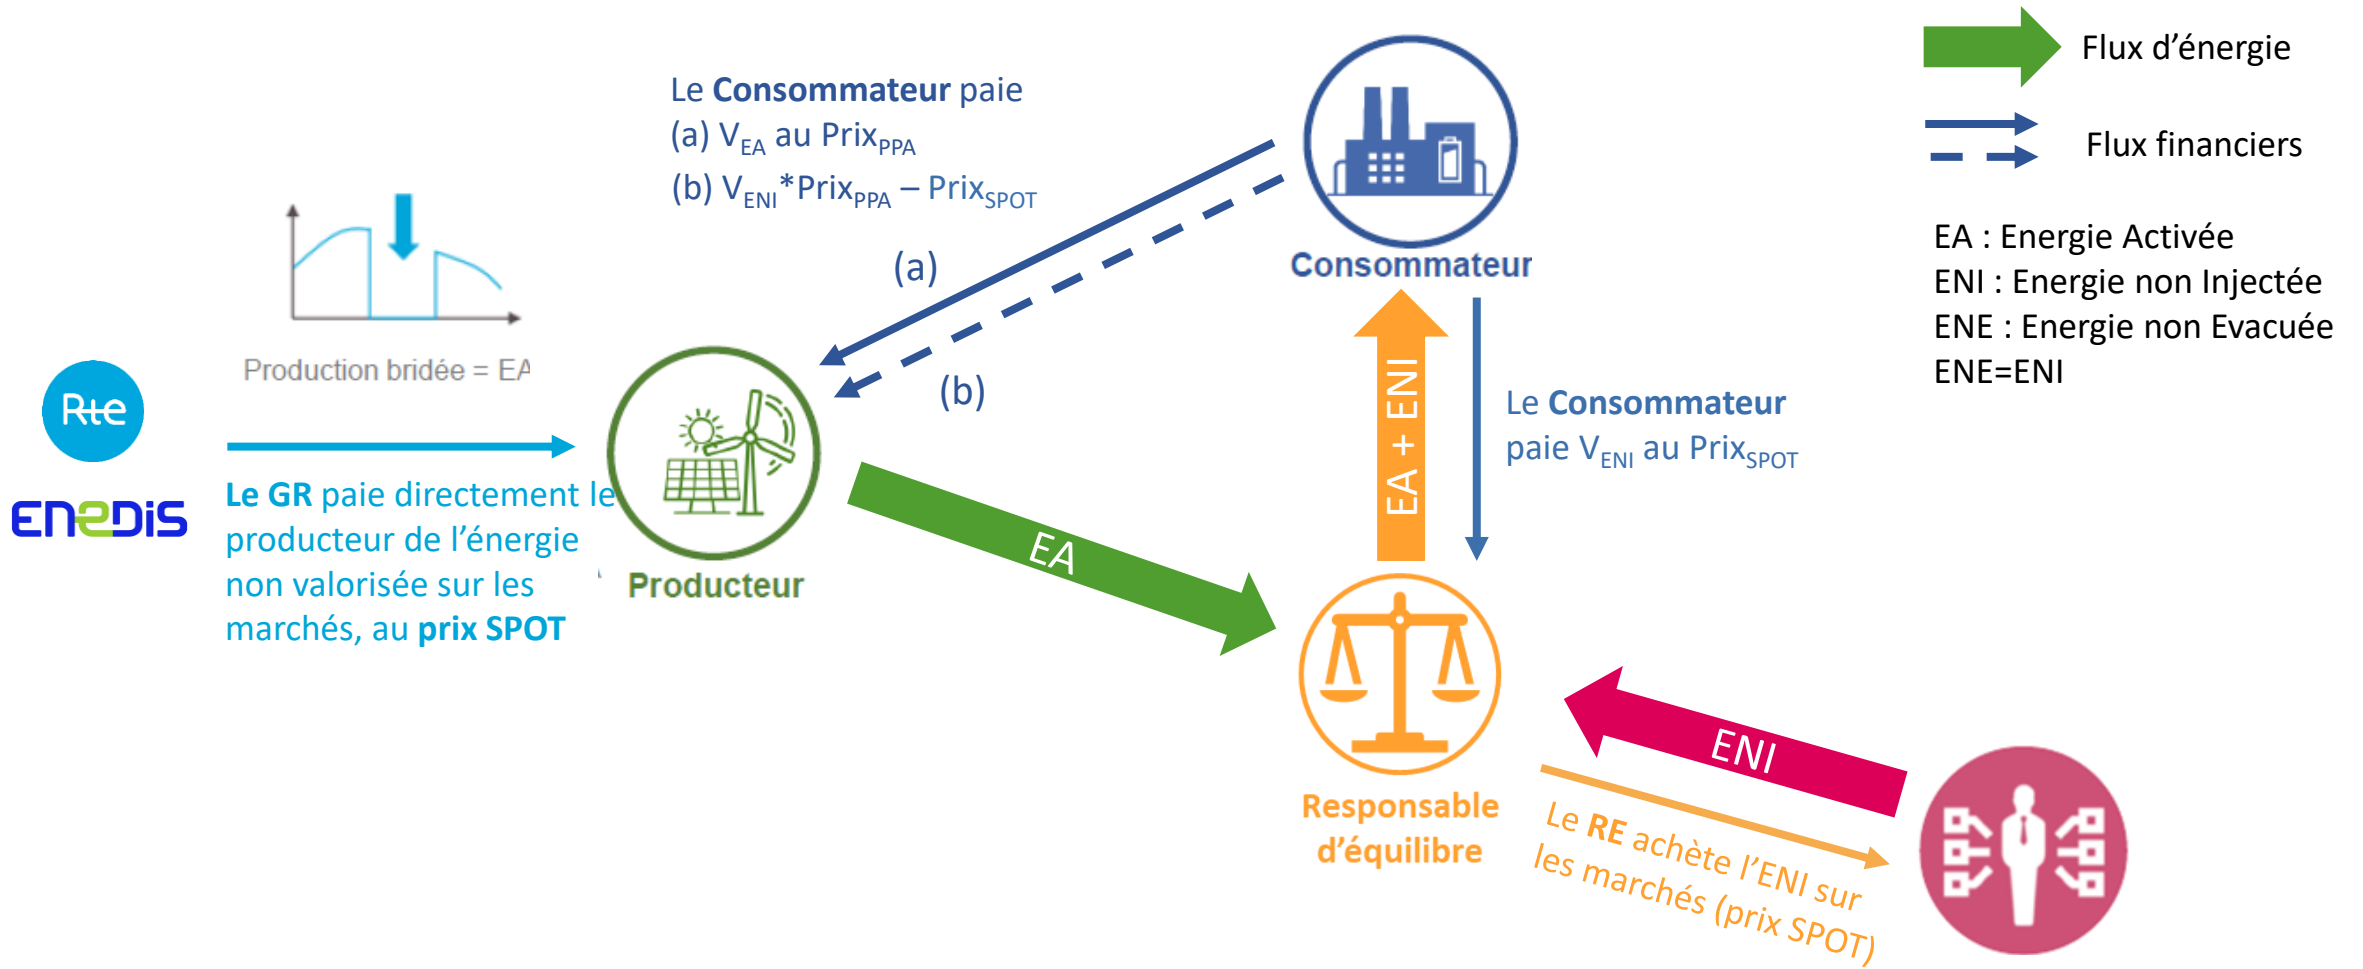 Flux d’énergie
Flux financiers
EA : Energie Activée
ENI : Energie non Injectée
ENE : Energie non Evacuée
ENE=ENI
Le Consommateur paie
(a) VEA au PrixPPA
(b) VENI*PrixPPA – PrixSPOT
(a)
(b)
Consommateur
Production bridée = EA
Rte
ENEDIS
Le GR paie directement le
producteur de l’énergie
non valorisée sur les
marchés, au prix SPOT
Producteur
EA
EA + ENI
Le Consommateur
paie VENI au PrixSPOT
Responsable
d’équilibre
ENI
Le RE achète l’ENI sur
les marchés (prix SPOT)